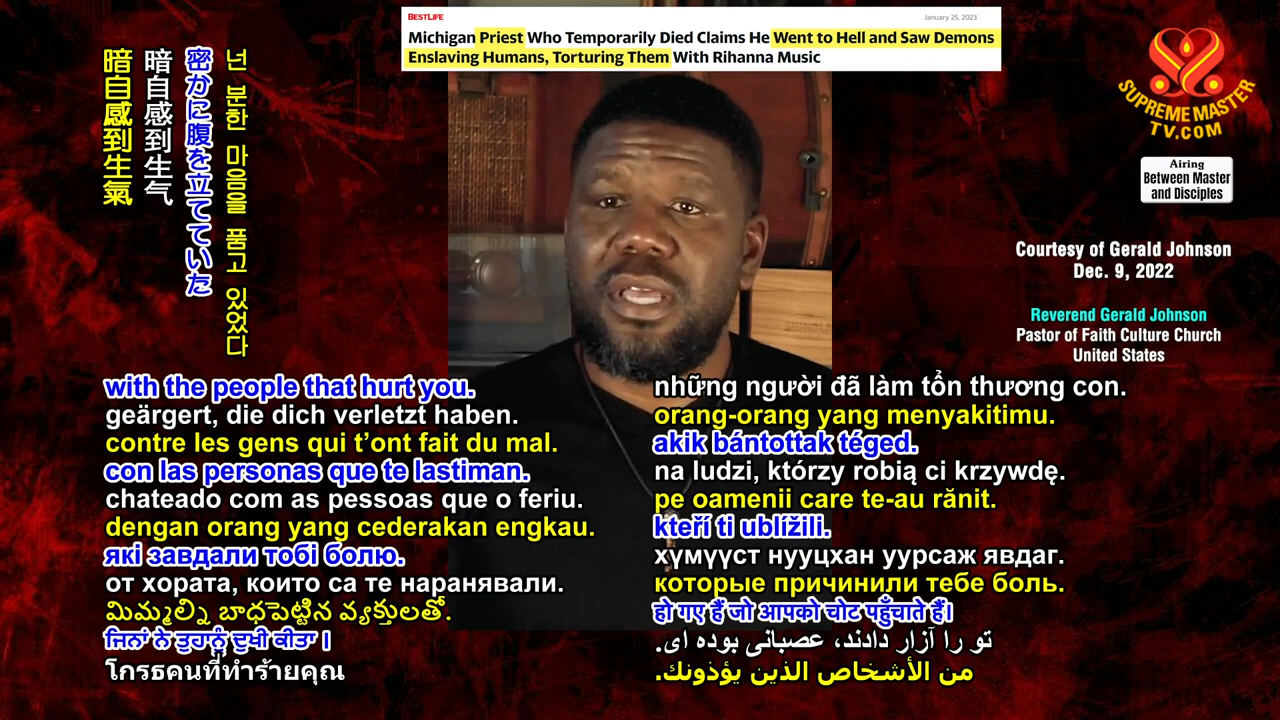 BESTLIFE
January 25, 2023
Michigan Priest Who Temporarily Died Claims He Went to Hell and Saw Demons
Enslaving Humans, Torturing Them With Rihanna Music
SUPREME MASTER
TV.COM
Airing
Between Master
and Disciples
Courtesy of Gerald Johnson
Dec. 9, 2022
Reverend Gerald Johnson
Pastor of Faith Culture Church
United States
暗自感到生氣
暗自感到生气
密かに腹を立てていた
넌 분한 마음을 품고 있었다
with the people that hurt you.
geärgert, die dich verletzt haben.
contre les gens qui t’ont fait du mal.
con las personas que te lastiman.
chateado com as pessoas que o feriu.
dengan orang yang cederakan engkau.
які завдали тобі болю.
от хората, които са те наранявали.
మిమ్మల్ని బాధపెట్టిన వ్యక్తులతో.
ਜਿਨਾਂ ਨੇ ਤੁਹਾਨੂੰ ਦੁਖੀ ਕੀਤਾ।
โกรธคนที่ทำร้ายคุณ
những người đã làm tổn thương con.
orang-orang yang menyakitimu.
akik bántottak téged.
na ludzi, którzy robią ci krzywdę.
pe oamenii care te-au rănit.
kteří ti ublížili.
хүмүүст нууцхан уурсаж явдаг.
которые причинили тебе боль.
हो गए हैं जो आपको चोट पहुँचाते हैं।
تو را آزار دادند، عصبانی بوده ای.
من الأشخاص الذين يؤذونك.